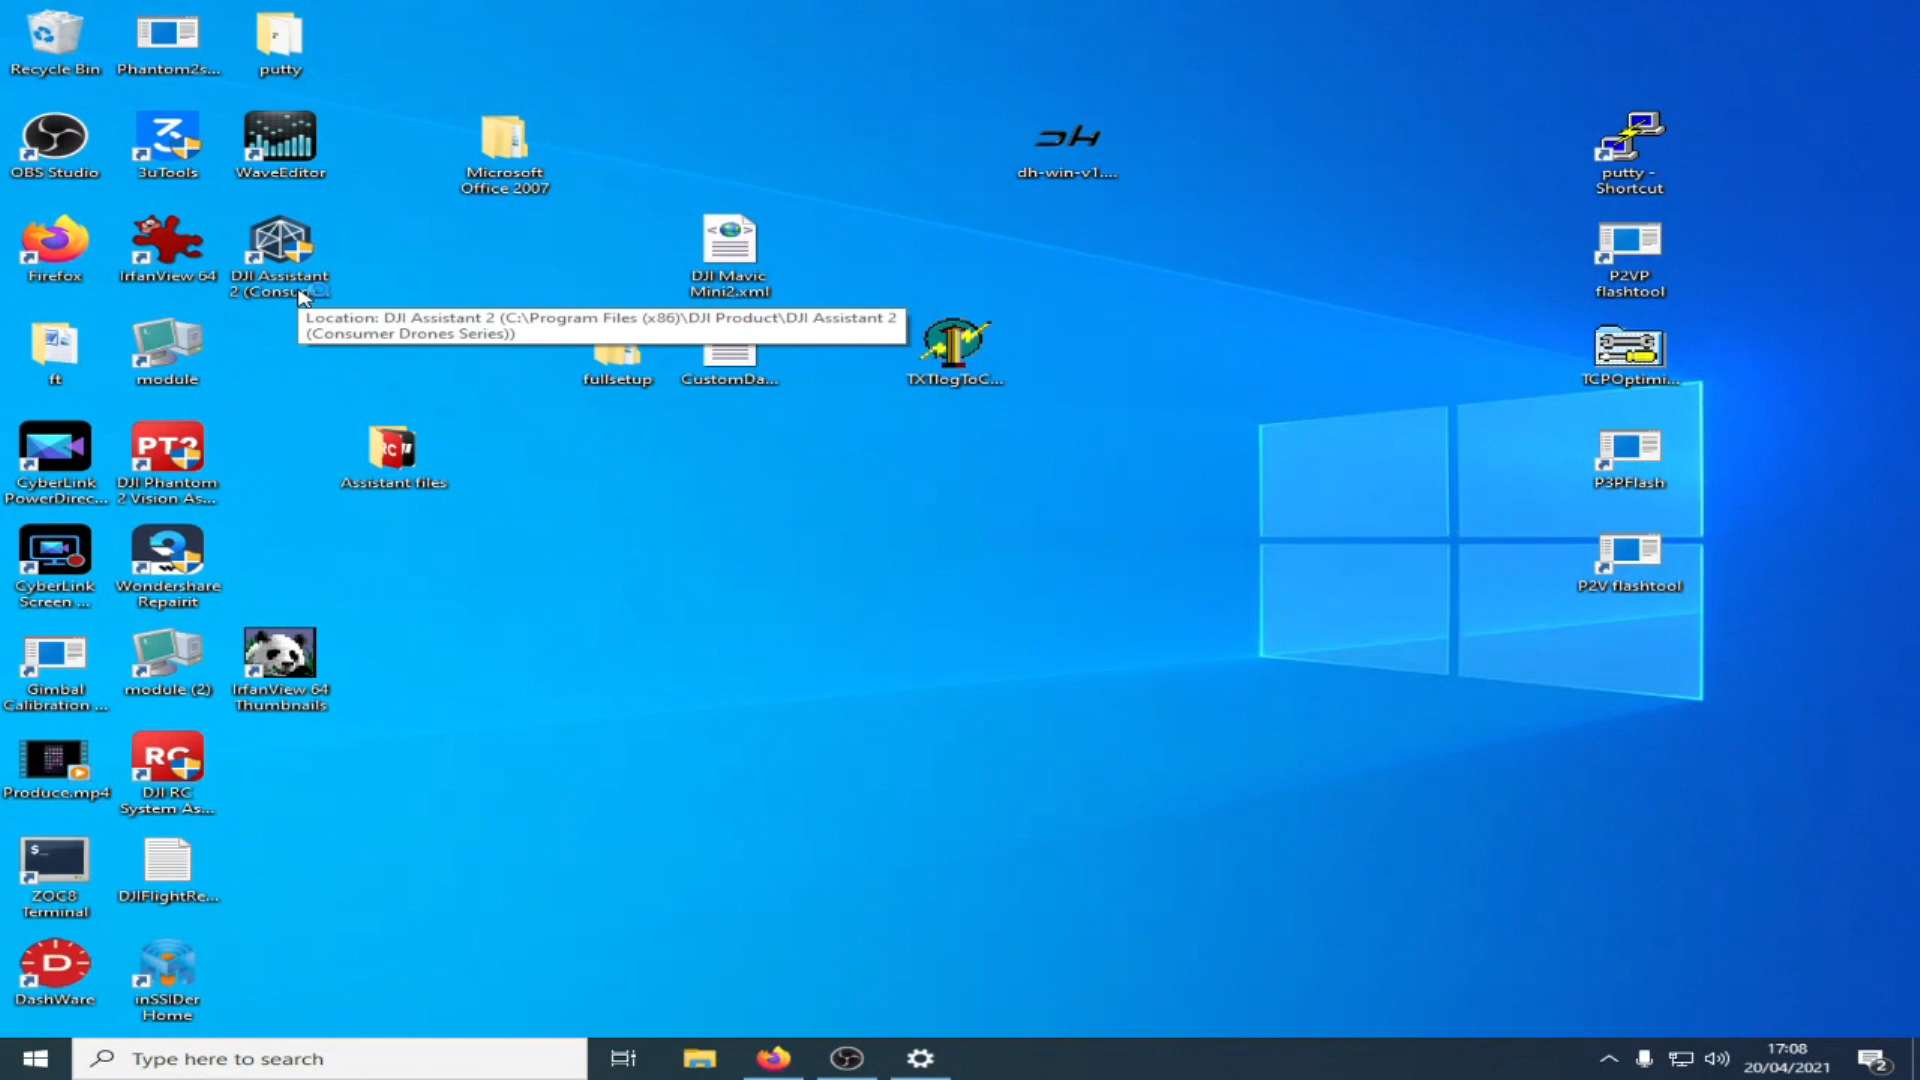 Recycle Bin
Phantom2s...
putty
OBS Studio
3uTools
WaveEditor
Microsoft
Office 2007
dh-win-v1....
putty -
Shortcut
Firefox
IrfanView 64
DJI Assistant
2 (Consu
DJI Mavic
Mini2.xml
P2VP
flashtool
Location: DJI Assistant 2 (C:\Program Files (x86)\DJI Product\DJI Assistant 2
(Consumer Drones Series))
ft
module
fullsetup
CustomDa...
TXTlogToC...
TCPOptimi...
PT2
RC
CyberLink
PowerDirec...
DJI Phantom
2 Vision As...
Assistant files
P3PFlash
CyberLink
Screen ...
Wondershare
Repairit
P2V flashtool
Gimbal
Calibration ...
module (2)
IrfanView 64
Thumbnails
RC
Produce.mp4
DJI RC
System As...
$_
ZOC8
Terminal
DJIFlightRe...
D
DashWare
inSSIDer
Home
Type here to search
17:08
20/04/2021
2